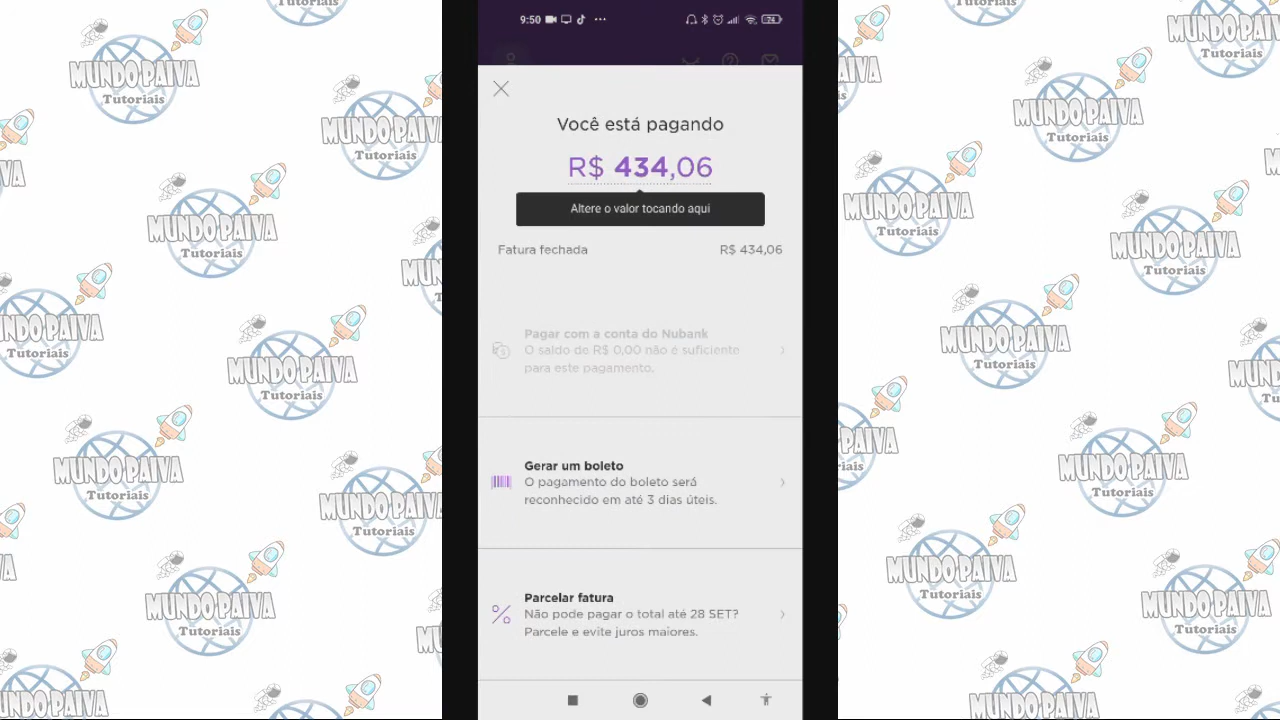 9:50
74
Você está pagando
R$ 434,06
Altere o valor tocando aqui
Fatura fechada R$ 434,06
Pagar com a conta do Nubank
O saldo de R$ 0,00 não é suficiente
para este pagamento.
Gerar um boleto
O pagamento do boleto será
reconhecido em até 3 dias úteis.
Parcelar fatura
Não pode pagar o total até 28 SET?
Parcele e evite juros maiores.
MUNDO PAIVA
Tutoriais